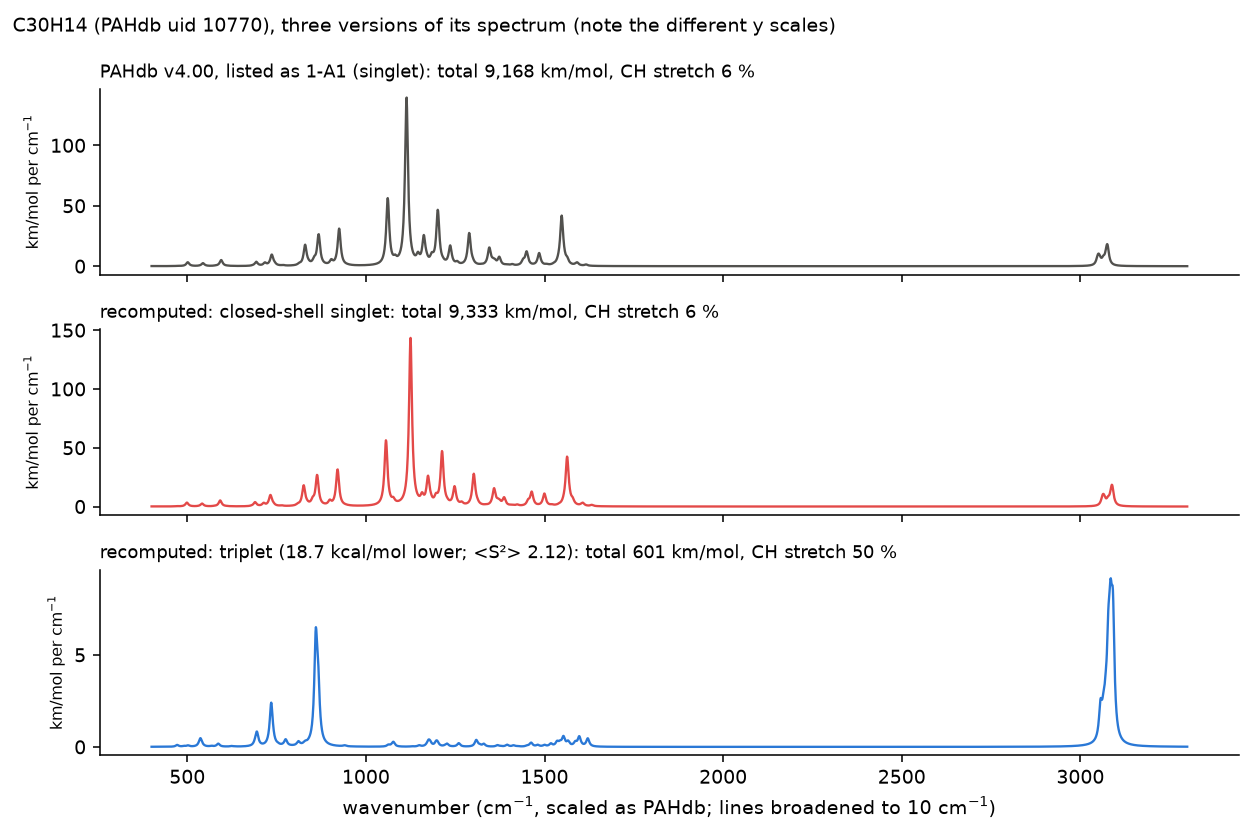 C30H14 (PAHdb uid 10770), three versions of its spectrum (note the different y scales)
PAHdb v4.00, listed as 1-A1 (singlet): total 9,168 km/mol, CH stretch 6 %
km/mol per cm⁻¹
100
50
0
recomputed: closed-shell singlet: total 9,333 km/mol, CH stretch 6 %
km/mol per cm⁻¹
150
100
50
0
recomputed: triplet (18.7 kcal/mol lower; <S²> 2.12): total 601 km/mol, CH stretch 50 %
km/mol per cm⁻¹
5
0
500 1000 1500 2000 2500 3000
wavenumber (cm⁻¹, scaled as PAHdb; lines broadened to 10 cm⁻¹)